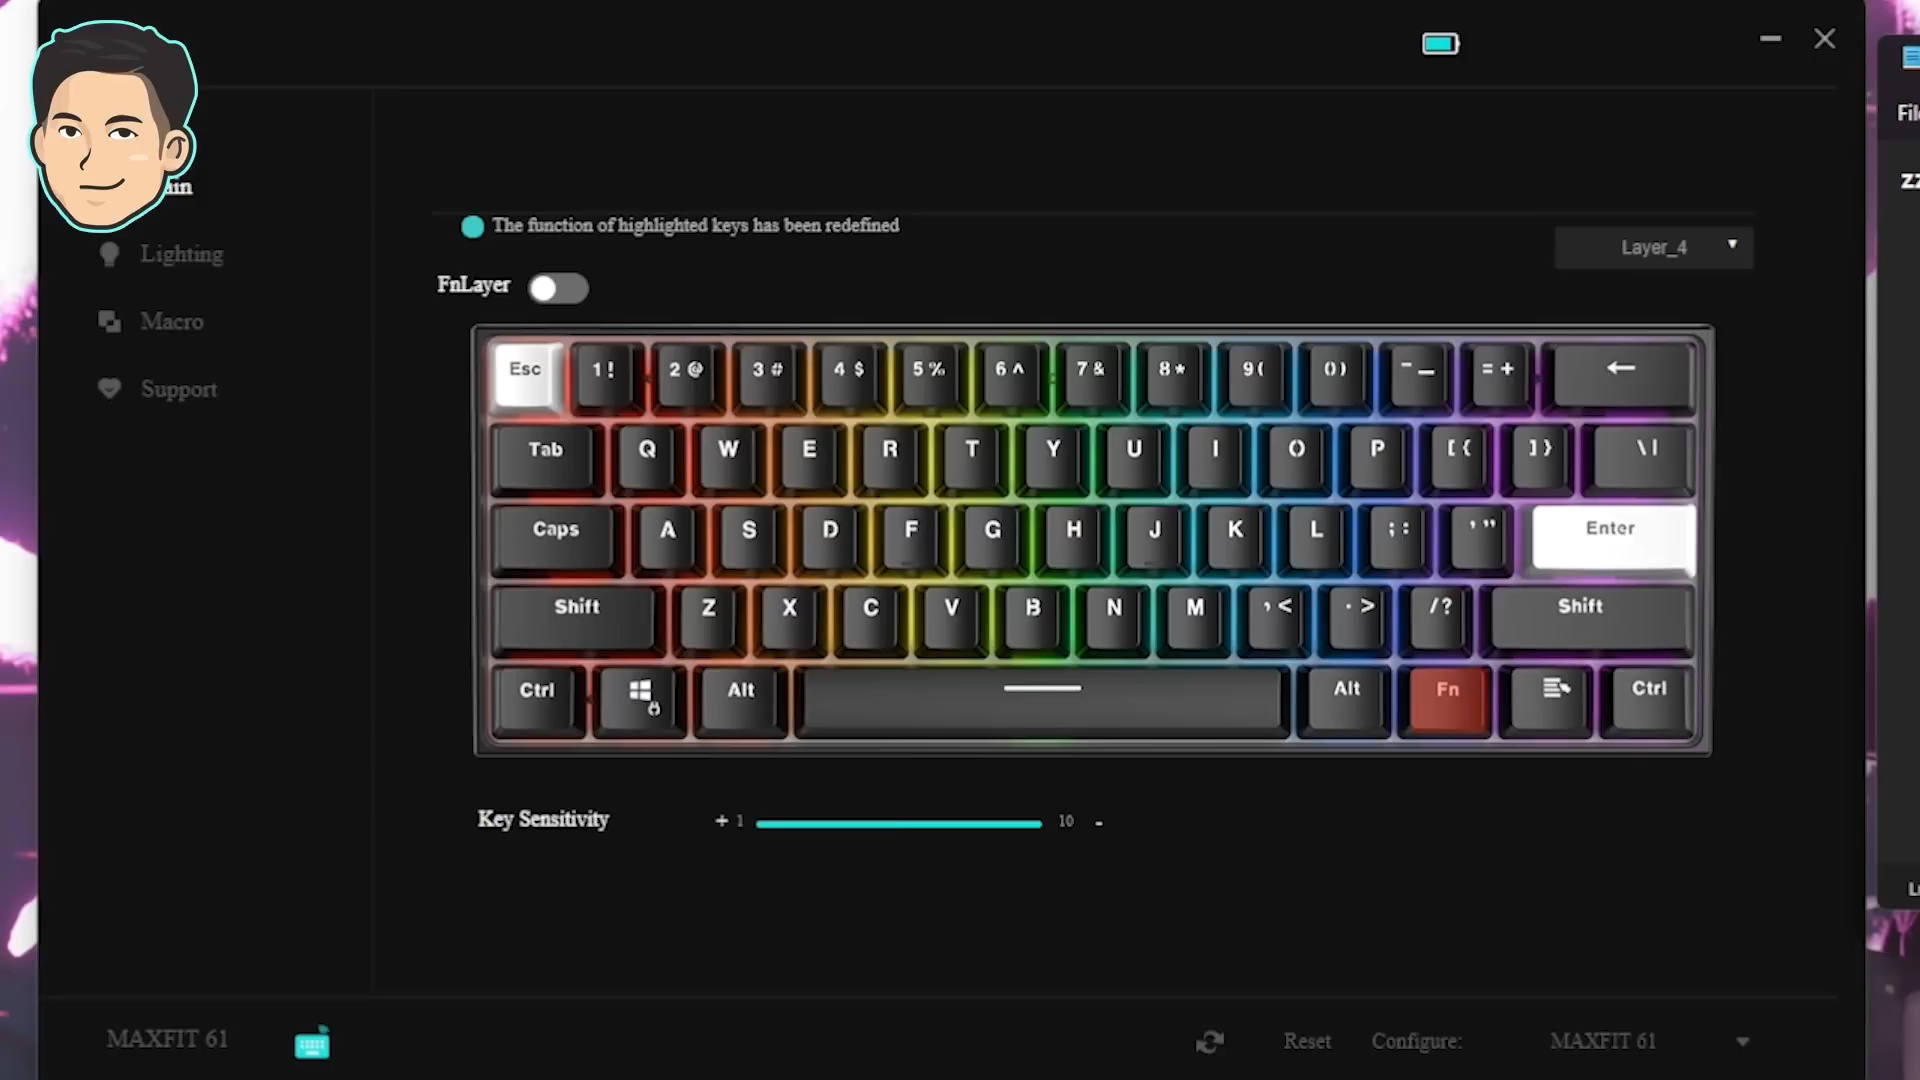 The function of highlighted keys has been redefined
Layer_4
FnLayer
Lighting
Macro
Support
Esc 1! 2@ 3# 4$ 5% 6^ 7& 8* 9( 0) -_ =+ ←
Tab Q W E R T Y U I O P [{ ]} \|
Caps A S D F G H J K L ;: '" Enter
Shift Z X C V B N M ,< .> /? Shift
Ctrl Alt Alt Fn Ctrl
Key Sensitivity + 1 10 -
MAXFIT 61
Reset Configure: MAXFIT 61